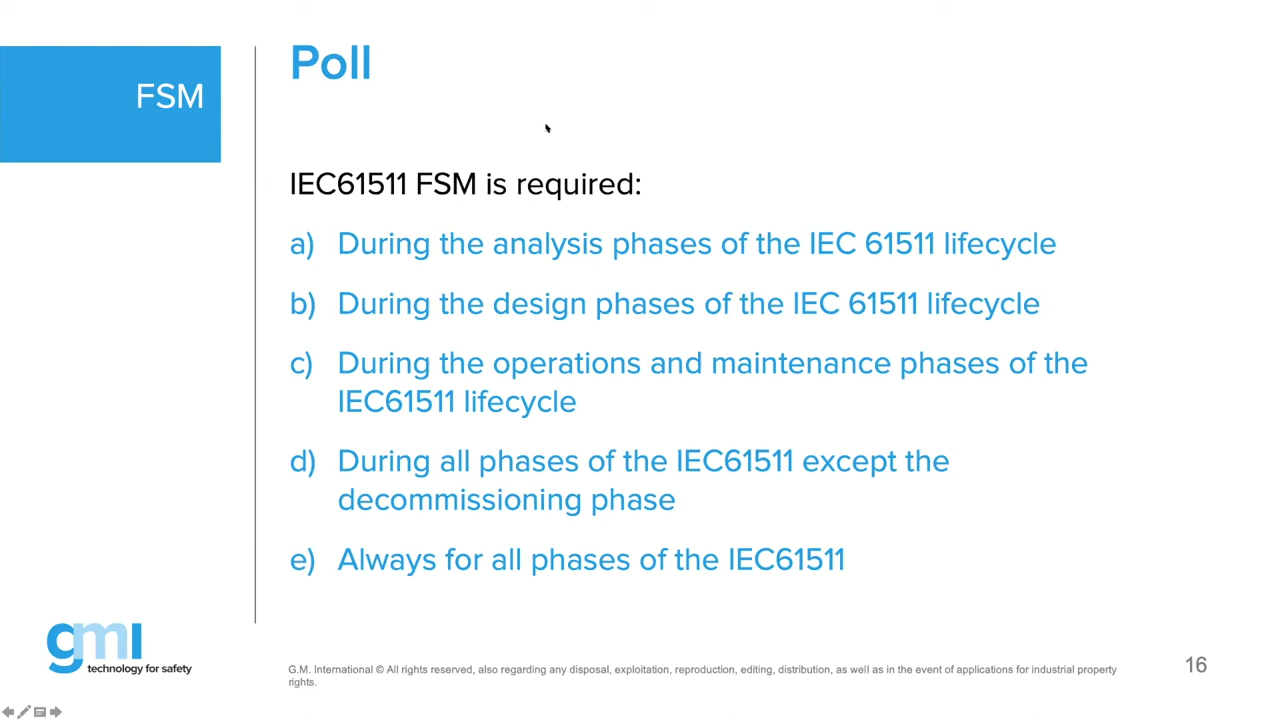 FSM
Poll
IEC61511 FSM is required:
a) During the analysis phases of the IEC 61511 lifecycle
b) During the design phases of the IEC 61511 lifecycle
c) During the operations and maintenance phases of the
IEC61511 lifecycle
d) During all phases of the IEC61511 except the
decommissioning phase
e) Always for all phases of the IEC61511
gmi
technology for safety
G.M. International © All rights reserved, also regarding any disposal, exploitation, reproduction, editing, distribution, as well as in the event of applications for industrial property
rights.
16